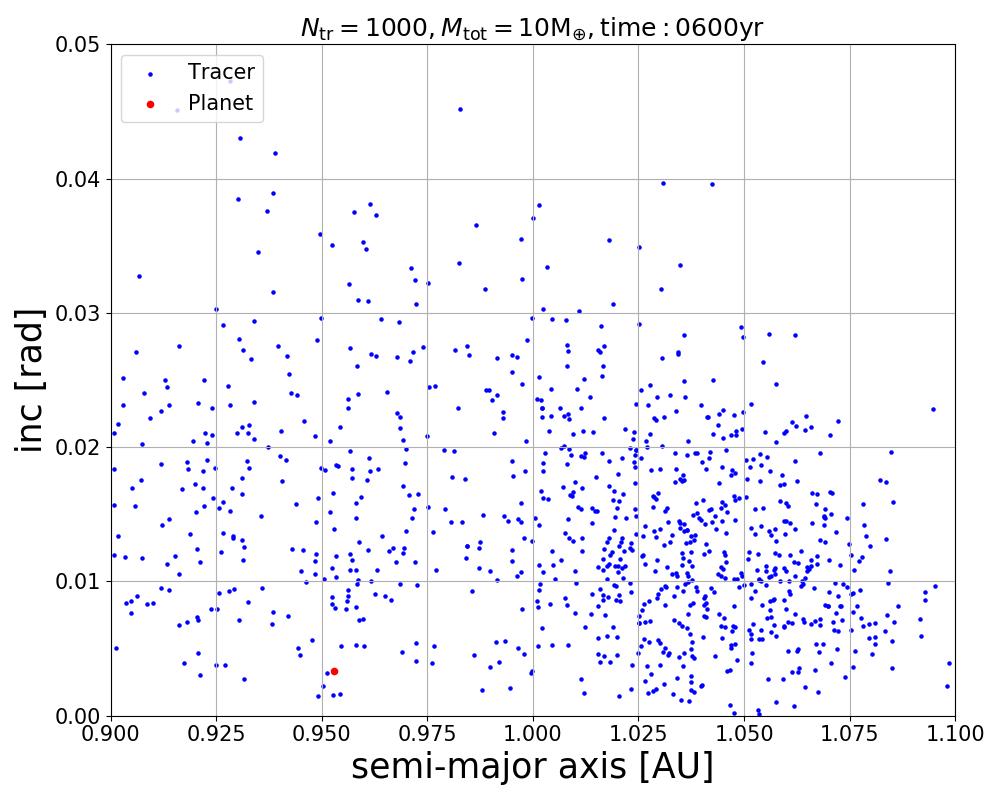 N_tr = 1000, M_tot = 10M_⊕, time : 0600yr
0.05
Tracer
Planet
0.04
0.03
0.02
0.01
0.00
inc [rad]
0.900 0.925 0.950 0.975 1.000 1.025 1.050 1.075 1.100
semi-major axis [AU]